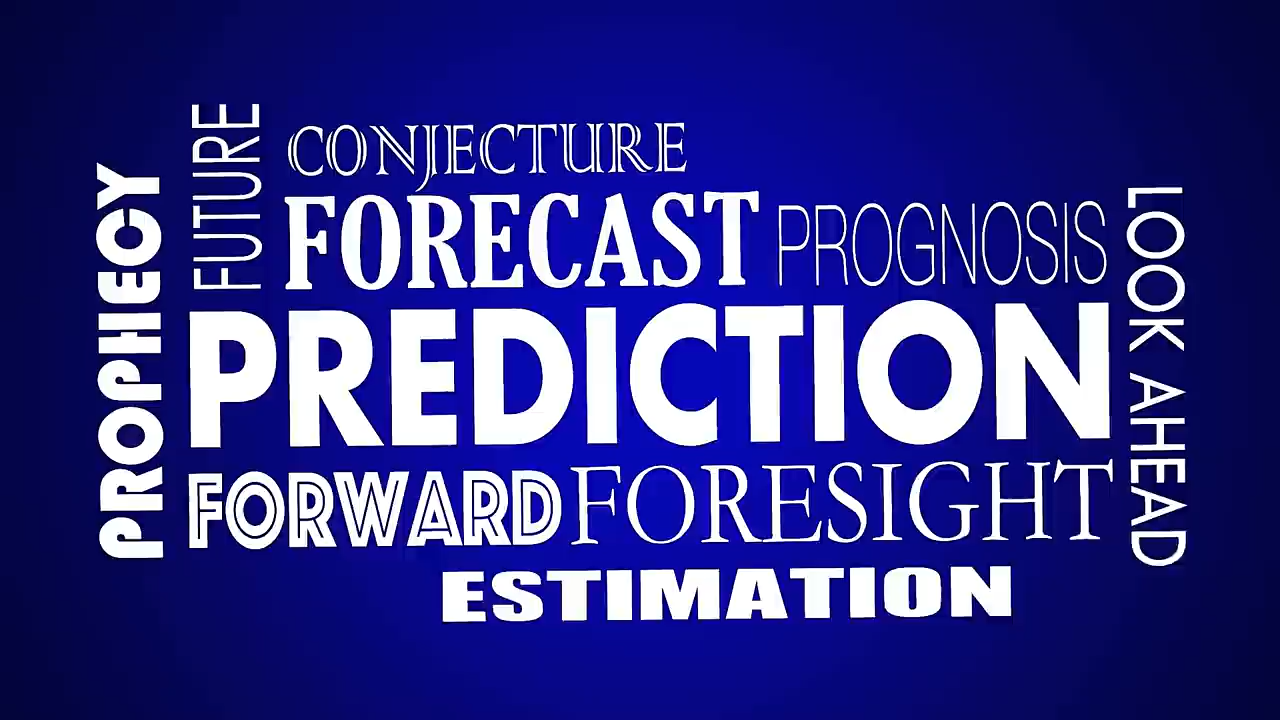 PROPHECY
FUTURE
CONJECTURE
FORECAST PROGNOSIS
PREDICTION
FORWARD FORESIGHT
ESTIMATION
LOOK AHEAD